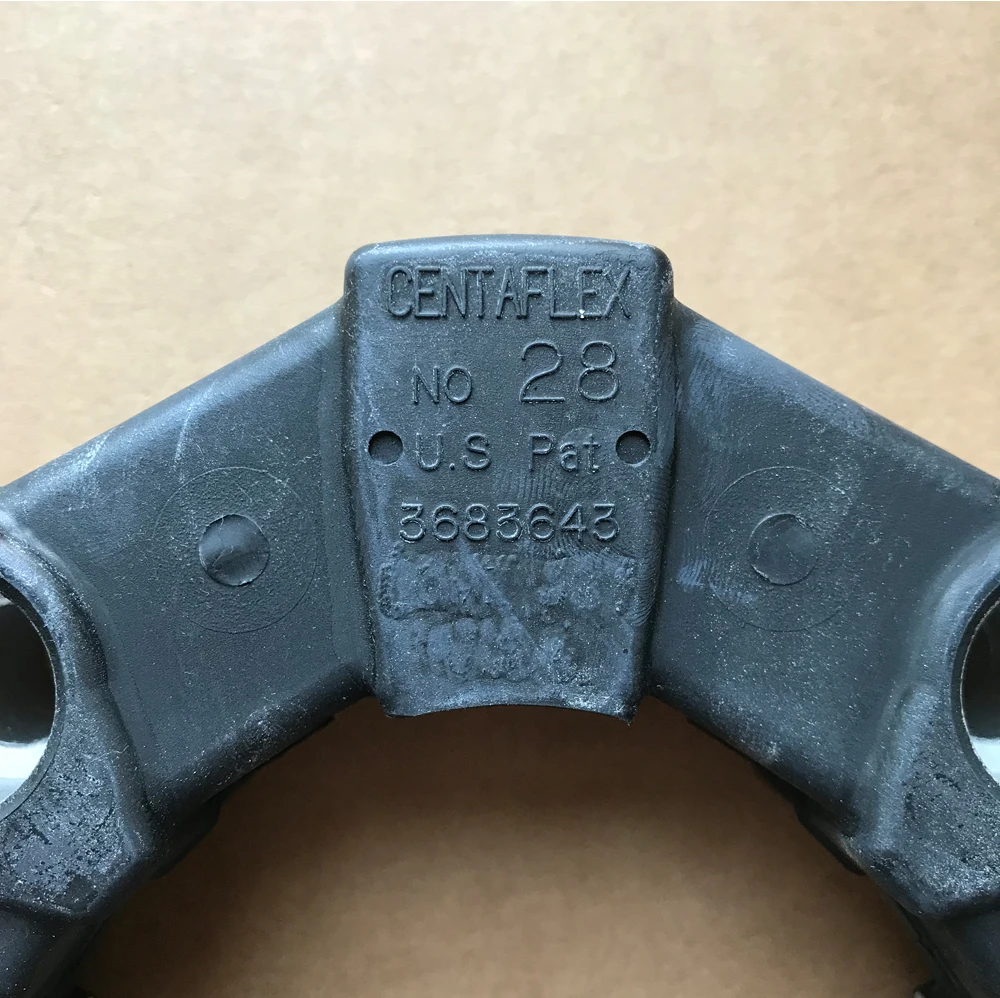 CENTAFLEX
NO 28
U.S Pat
3683643